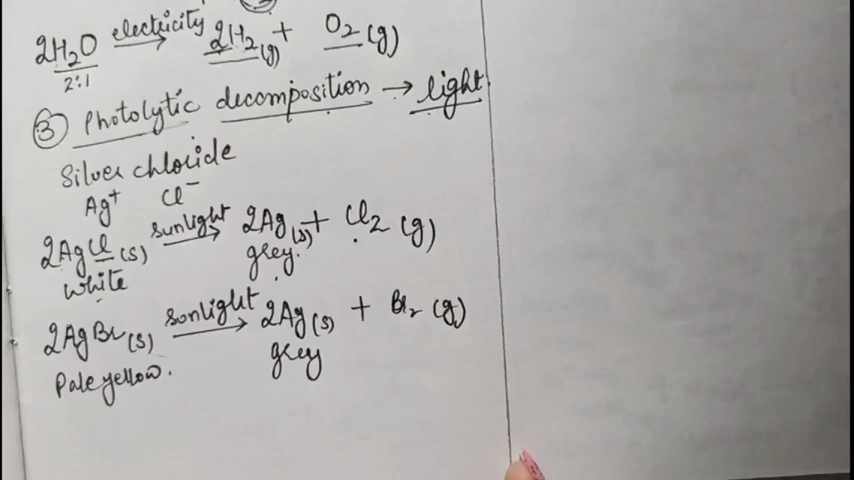 2H₂O electricity → 2H₂(g) + O₂(g)
2:1
③ Photolytic decomposition → light
Silver chloride
Ag⁺ Cl⁻
2AgCl(s) sunlight → 2Ag(s) + Cl₂(g)
White grey.
2AgBr(s) sunlight → 2Ag(s) + Br₂(g)
Pale yellow. grey